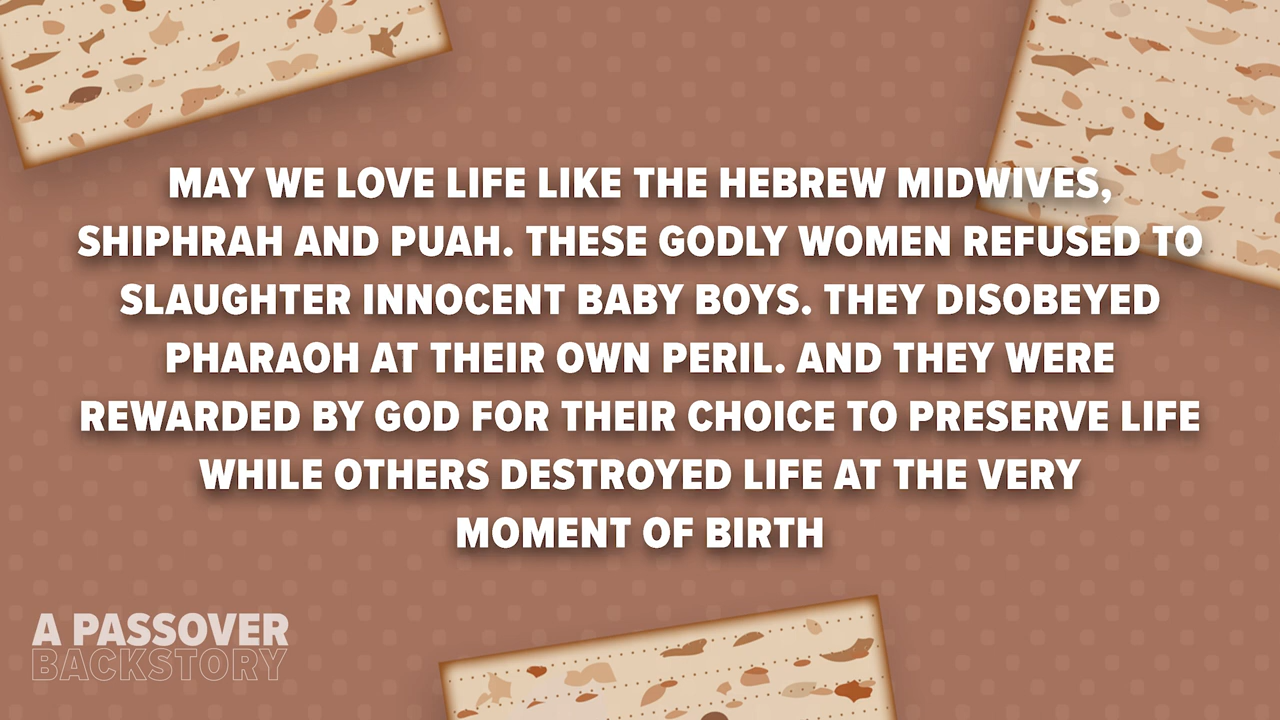 MAY WE LOVE LIFE LIKE THE HEBREW MIDWIVES,
SHIPHRAH AND PUAH. THESE GODLY WOMEN REFUSED TO
SLAUGHTER INNOCENT BABY BOYS. THEY DISOBEYED
PHARAOH AT THEIR OWN PERIL. AND THEY WERE
REWARDED BY GOD FOR THEIR CHOICE TO PRESERVE LIFE
WHILE OTHERS DESTROYED LIFE AT THE VERY
MOMENT OF BIRTH
A PASSOVER
BACKSTORY